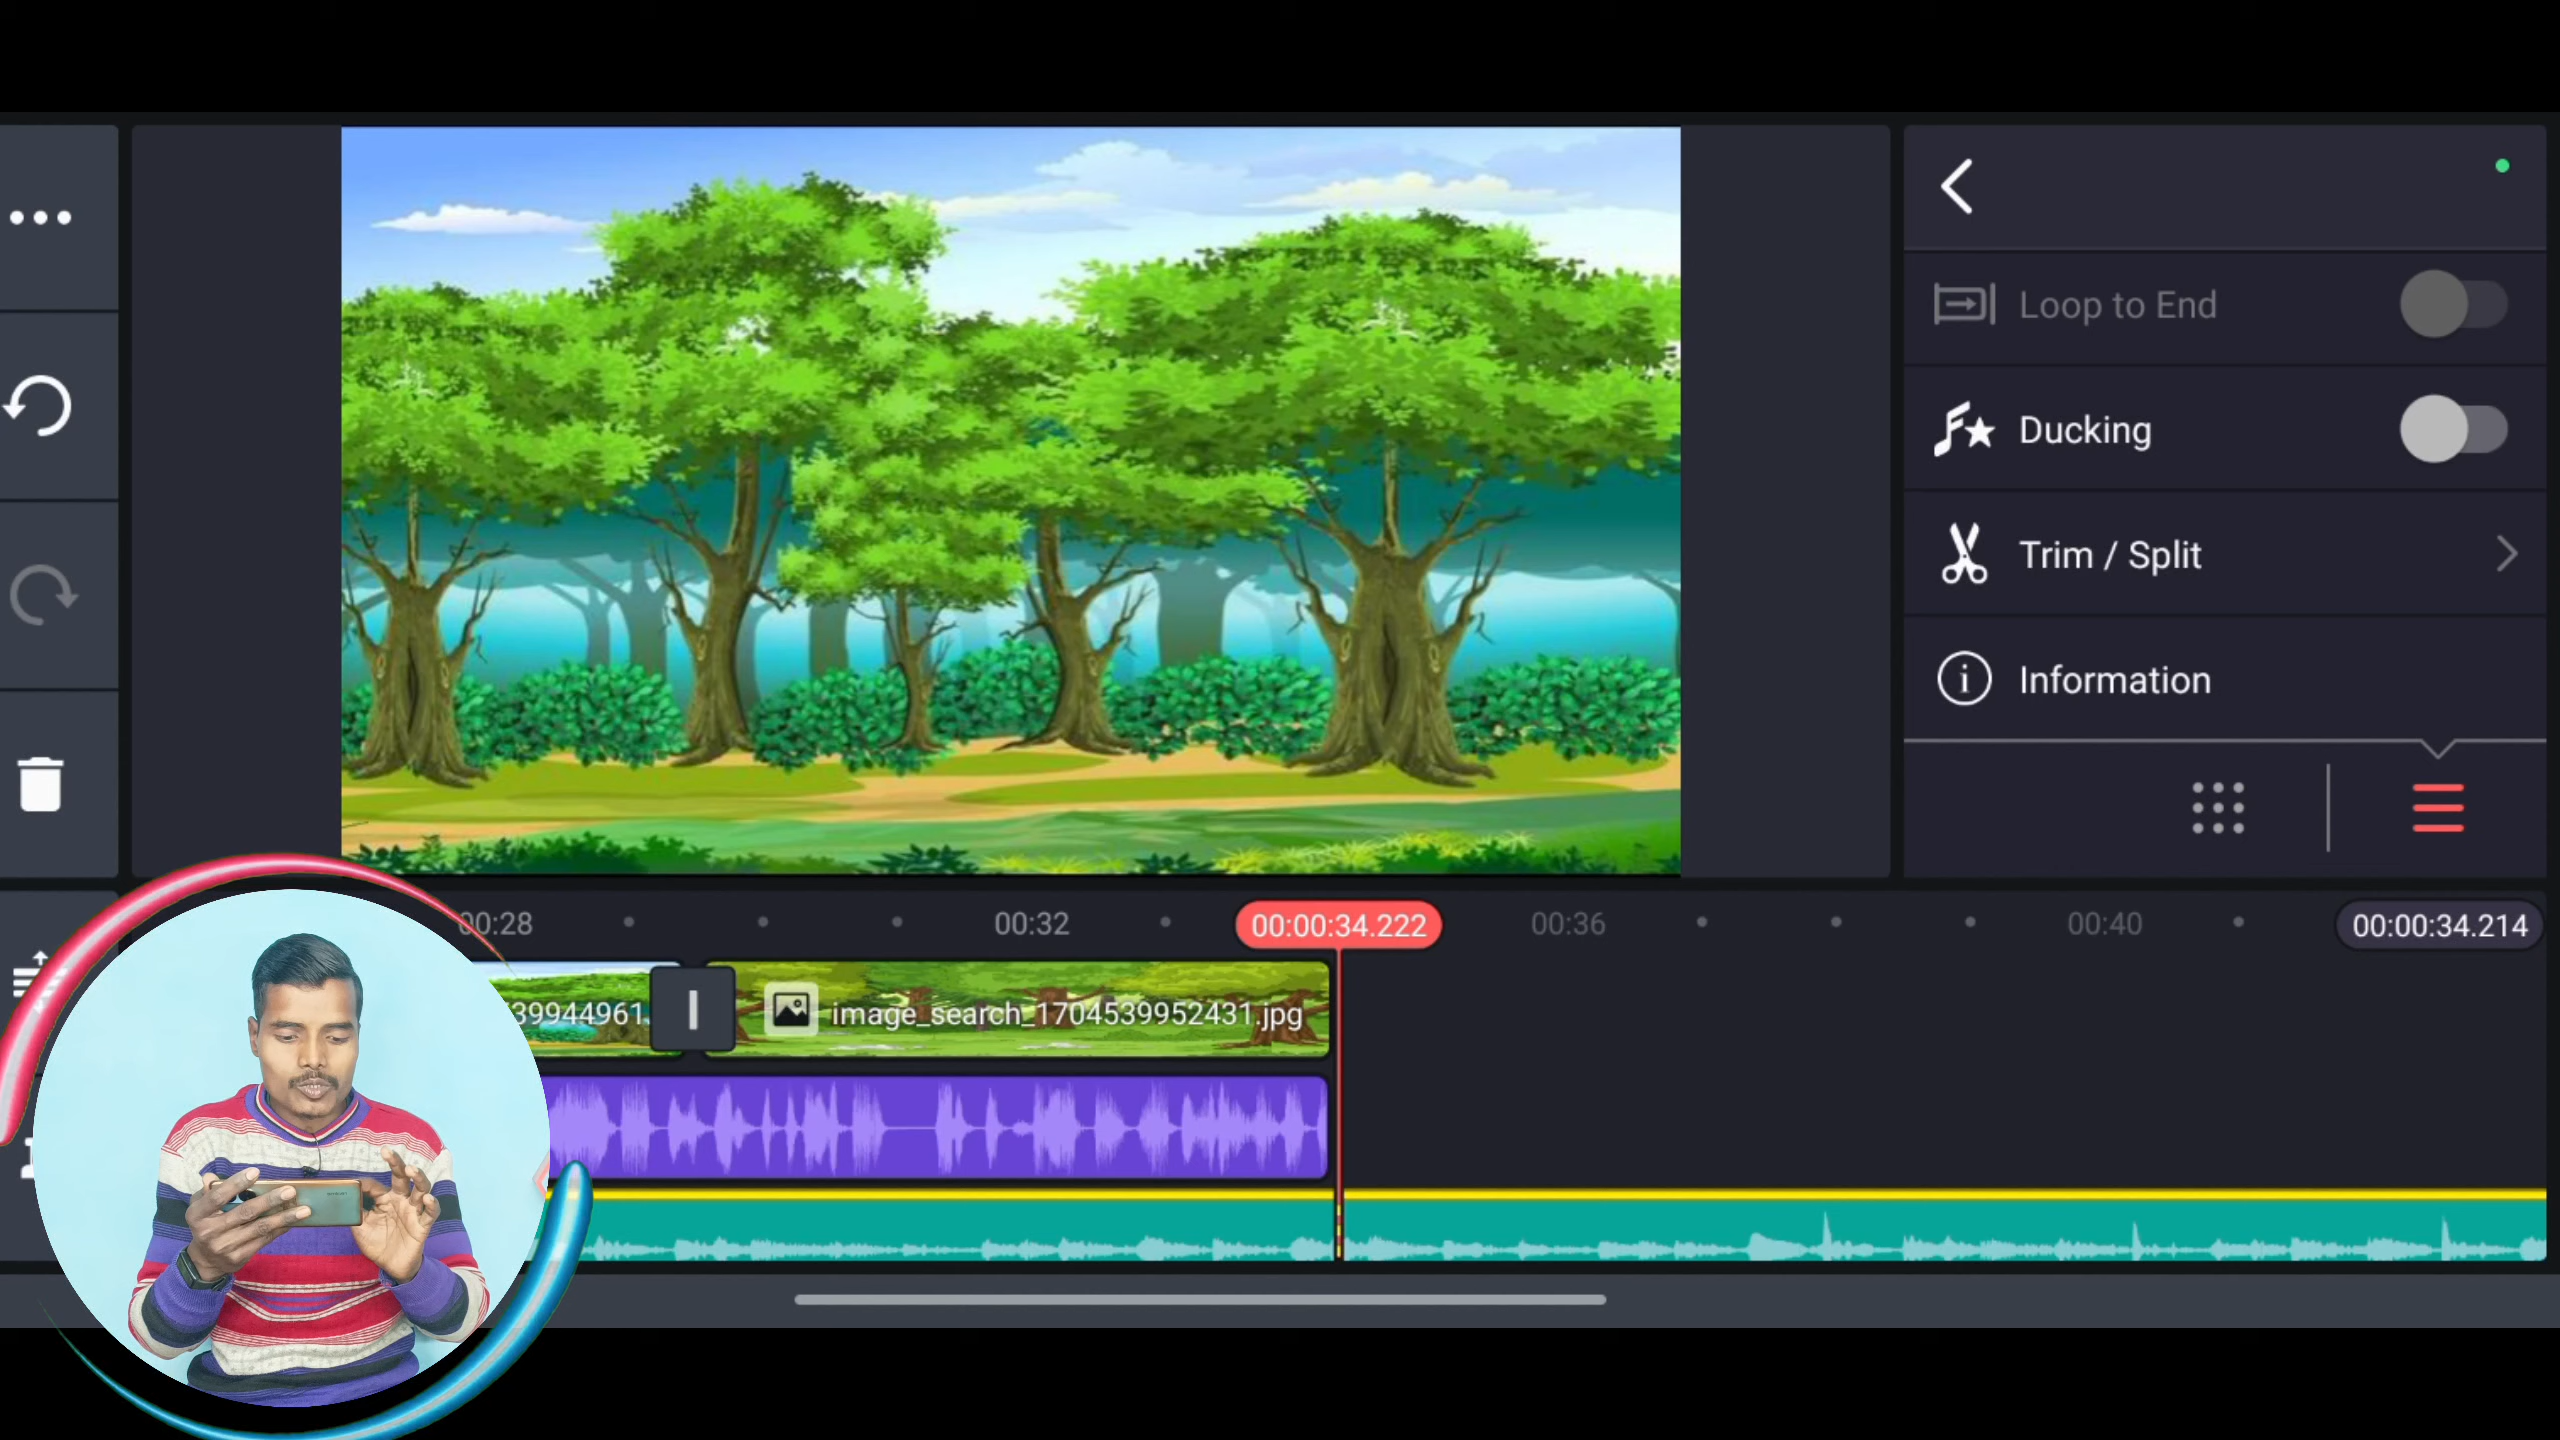 Loop to End
Ducking
Trim / Split
Information
00:28
00:32
00:00:34.222
00:36
00:40
00:00:34.214
39944961.
image_search_1704539952431.jpg